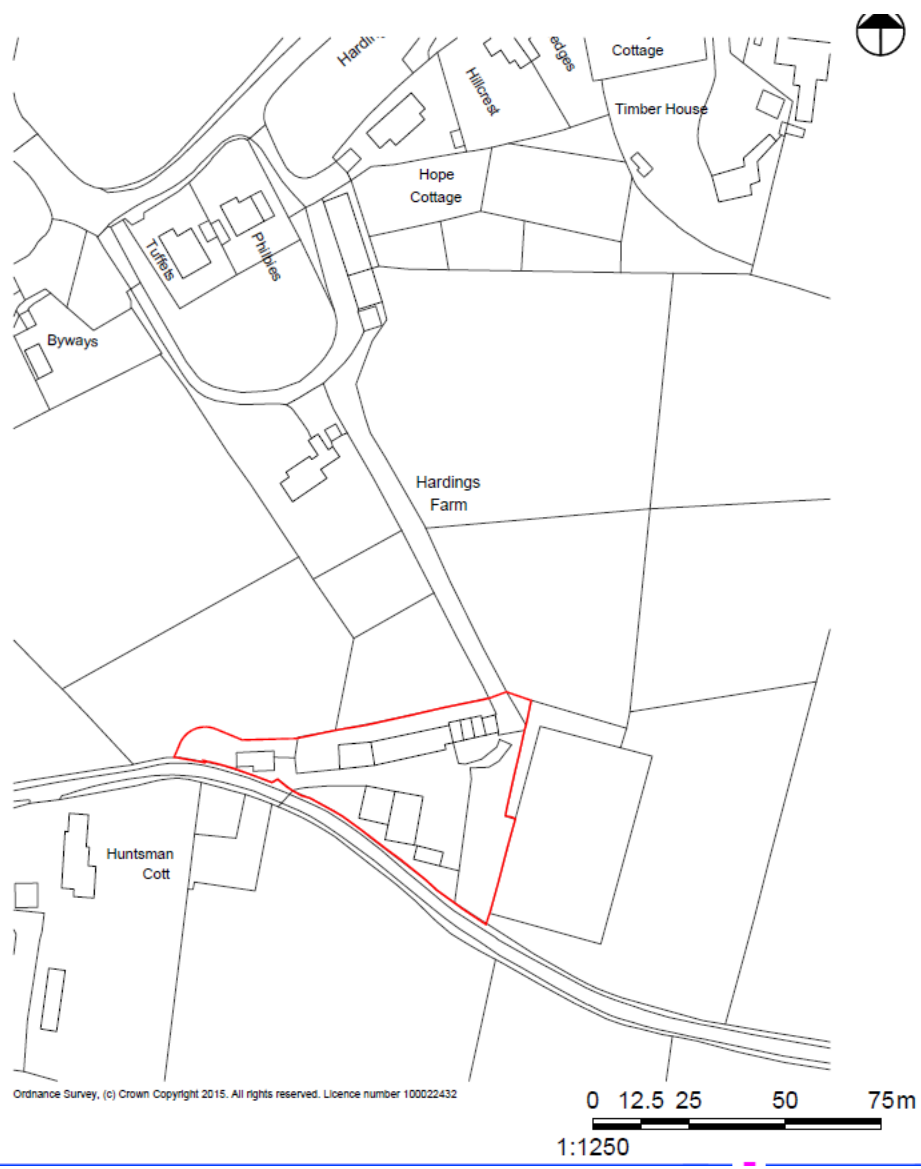 Cottage
Hillcrest
Timber House
Hope
Cottage
Tuffets
Philbies
Byways
Hardings
Farm
Huntsman
Cott
Ordnance Survey, (c) Crown Copyright 2015. All rights reserved. Licence number 100022432
0 12.5 25 50 75m
1:1250